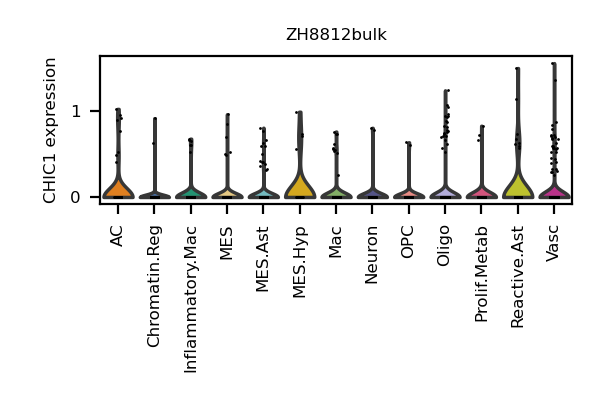 ZH8812bulk
CHIC1 expression
1
0
AC
Chromatin.Reg
Inflammatory.Mac
MES
MES.Ast
MES.Hyp
Mac
Neuron
OPC
Oligo
Prolif.Metab
Reactive.Ast
Vasc